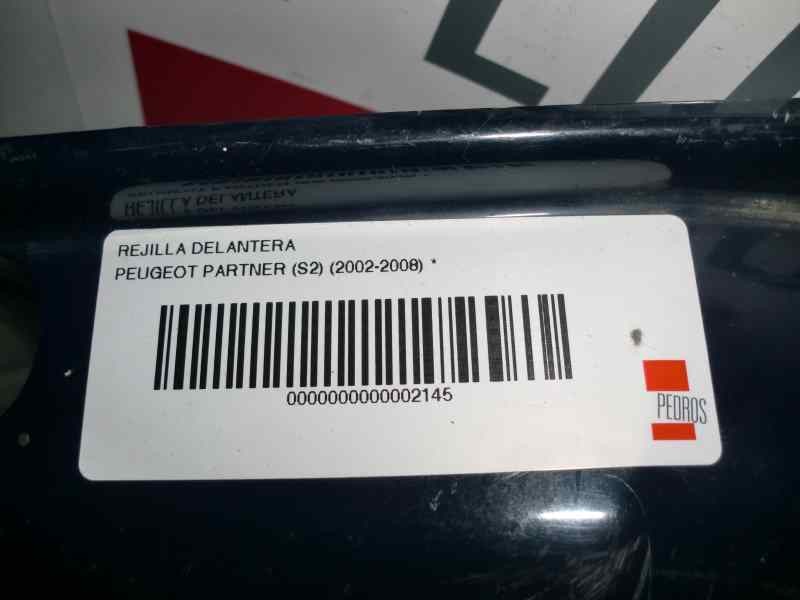 REJILLA DELANTERA
PEUGEOT PARTNER (S2) (2002-2008) *
0000000000002145
PEDROS